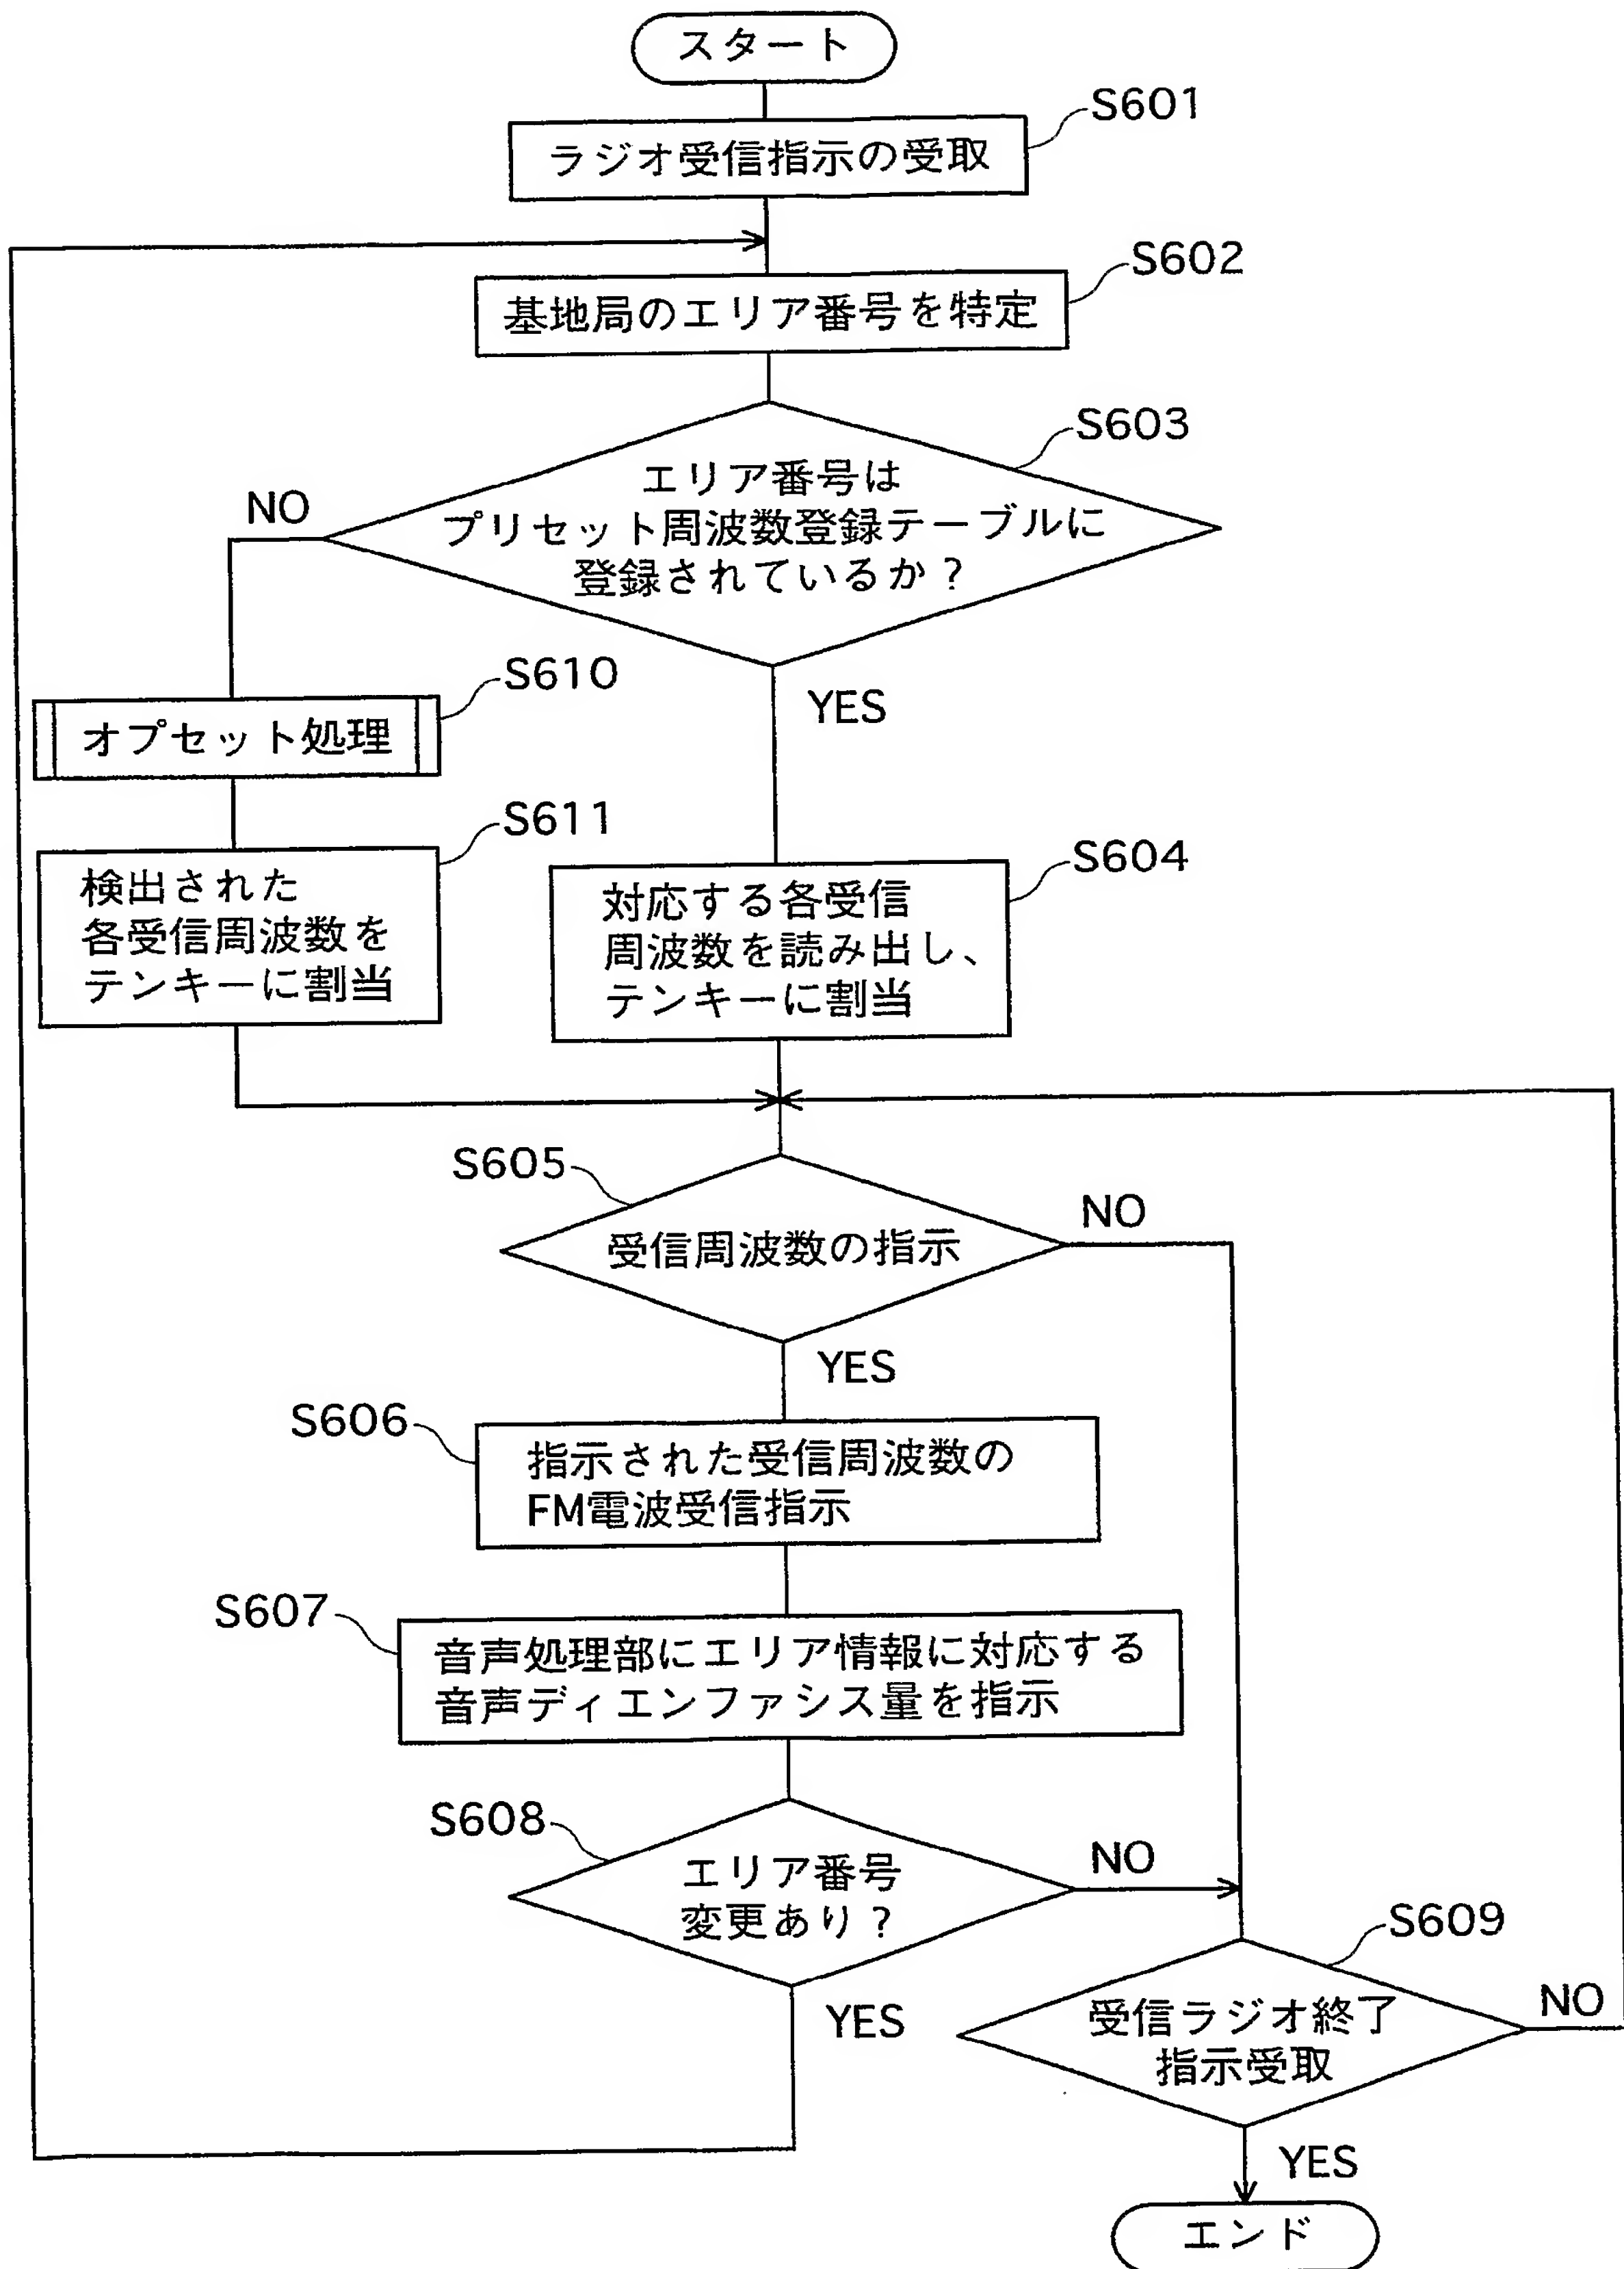 スタート
S601
ラジオ受信指示の受取
S602
基地局のエリア番号を特定
S603
エリア番号は
プリセット周波数登録テーブルに
登録されているか？
NO
YES
S610
オプセット処理
S611
検出された
各受信周波数を
テンキーに割当
S604
対応する各受信
周波数を読み出し、
テンキーに割当
S605
受信周波数の指示
NO
YES
S606
指示された受信周波数の
FM電波受信指示
S607
音声処理部にエリア情報に対応する
音声ディエンファシス量を指示
S608
エリア番号
変更あり？
NO
YES
S609
受信ラジオ終了
指示受取
NO
YES
エンド